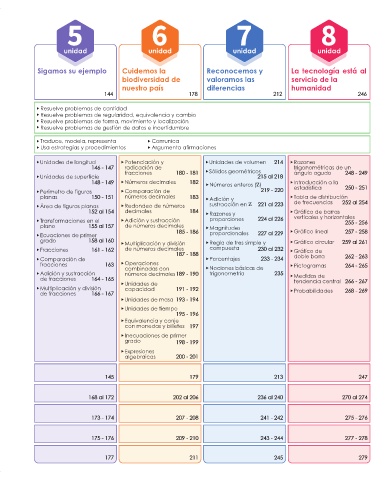 5
unidad
6
unidad
7
unidad
8
unidad
Sigamos su ejemplo
144
Cuidemos la
biodiversidad de
nuestro país
178
Reconocemos y
valoramos las
diferencias
212
La tecnología está al
servicio de la
humanidad
246
• Resuelve problemas de cantidad
• Resuelve problemas de regularidad, equivalencia y cambio
• Resuelve problemas de forma, movimiento y localización
• Resuelve problemas de gestión de datos e incertidumbre
• Traduce, modela, representa
• Comunica
• Usa estrategias y procedimientos
• Argumenta afirmaciones
• Unidades de longitud
146 - 147
• Unidades de superficie
148 - 149
• Perímetro de figuras
planas 150 - 151
• Área de figuras planas
152 al 154
• Transformaciones en el
plano 155 al 157
• Ecuaciones de primer
grado 158 al 160
• Fracciones 161 - 162
• Comparación de
fracciones 163
• Adición y sustracción
de fracciones 164 - 165
• Multiplicación y división
de fracciones 166 - 167
• Potenciación y
radicación de
fracciones 180 - 181
• Números decimales 182
• Comparación de
números decimales 183
• Redondeo de números
decimales 184
• Adición y sustracción
de números decimales
185 - 186
• Multiplicación y división
de números decimales
187 - 188
• Operaciones
combinadas con
números decimales 189 - 190
• Unidades de
capacidad 191 - 192
• Unidades de masa 193 - 194
• Unidades de tiempo
195 - 196
• Equivalencia y canje
con monedas y billetes 197
• Inecuaciones de primer
grado 198 - 199
• Expresiones
algebraicas 200 - 201
• Unidades de volumen 214
• Sólidos geométricos
215 al 218
• Números enteros (ℤ)
219 - 220
• Adición y
sustracción en ℤ 221 al 223
• Razones y
proporciones 224 al 226
• Magnitudes
proporcionales 227 al 229
• Regla de tres simple y
compuesta 230 al 232
• Porcentajes 233 - 234
• Nociones básicas de
trigonometría 235
• Razones
trigonométricas de un
ángulo agudo 248 - 249
• Introducción a la
estadística 250 - 251
• Tabla de distribución
de frecuencias 252 al 254
• Gráfica de barras
verticales y horizontales
255 - 256
• Gráfico lineal 257 - 258
• Gráfico circular 259 al 261
• Gráfico de
doble barra 262 - 263
• Pictogramas 264 - 265
• Medidas de
tendencia central 266 - 267
• Probabilidades 268 - 269
145
179
213
247
168 al 172
202 al 206
236 al 240
270 al 274
173 - 174
207 - 208
241 - 242
275 - 276
175 - 176
209 - 210
243 - 244
277 - 278
177
211
245
279